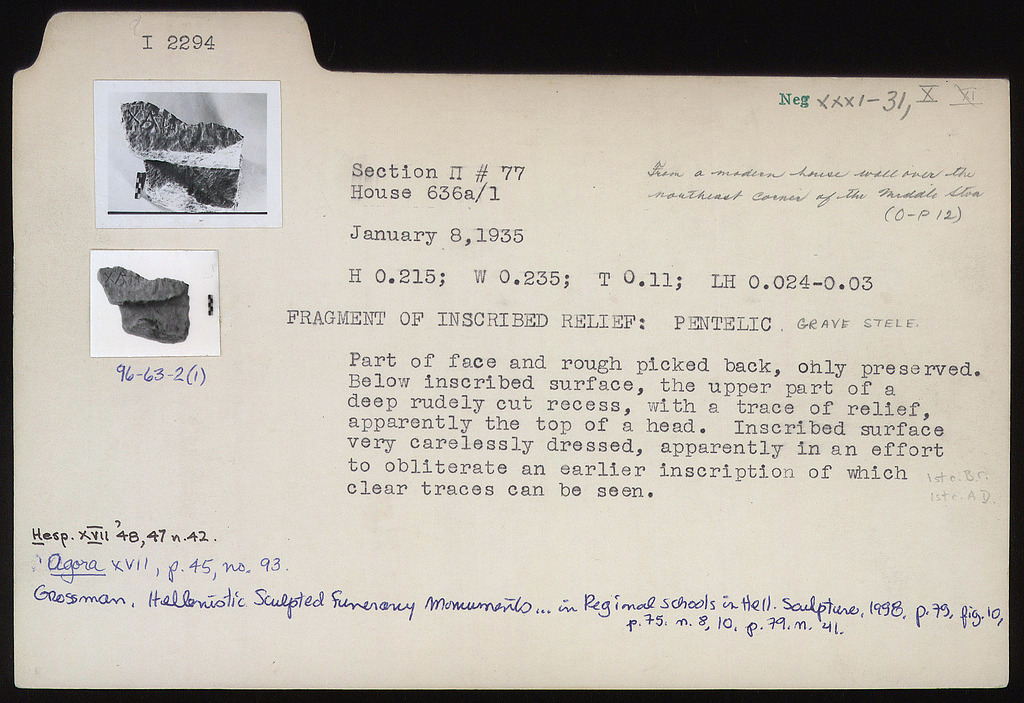 I 2294
Neg XXXI-31, X XI
Section Π # 77
House 636a/1
From a modern house wall over the
northeast corner of the Middle Stoa
(O-P 12)
January 8,1935
H 0.215; W 0.235; T 0.11; LH 0.024-0.03
FRAGMENT OF INSCRIBED RELIEF: PENTELIC. GRAVE STELE.
96-63-2(1)
Part of face and rough picked back, only preserved.
Below inscribed surface, the upper part of a
deep rudely cut recess, with a trace of relief,
apparently the top of a head. Inscribed surface
very carelessly dressed, apparently in an effort
to obliterate an earlier inscription of which
clear traces can be seen.
1st c. B.C.
1st c. A.D.
Hesp. XVII '48, 47 n. 42.
Agora XVII, p. 45, no. 93.
Grossman, Hellenistic Sculpted Funerary Monuments... in Regional Schools in Hell. Sculpture, 1998, p. 79, fig. 10,
p. 75. n. 8, 10, p. 79. n. 41.